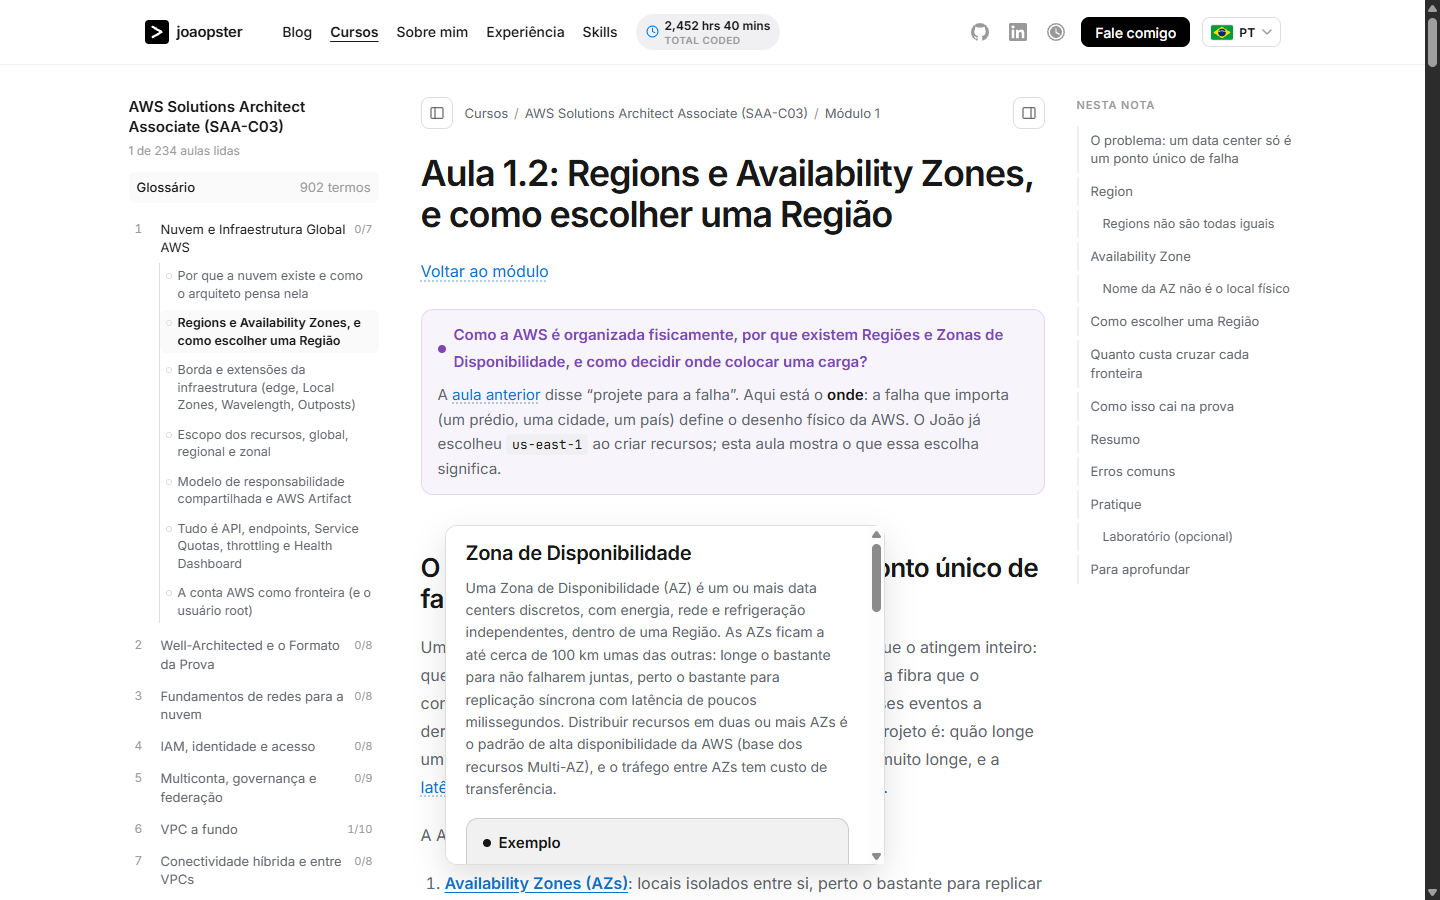 joaopster
Blog
Cursos
Sobre mim
Experiência
Skills
2,452 hrs 40 mins
TOTAL CODED
Fale comigo
PT
AWS Solutions Architect
Associate (SAA-C03)
1 de 234 aulas lidas
Glossário 902 termos
1 Nuvem e Infraestrutura Global 0/7
AWS
Por que a nuvem existe e como
o arquiteto pensa nela
Regions e Availability Zones, e
como escolher uma Região
Borda e extensões da
infraestrutura (edge, Local
Zones, Wavelength, Outposts)
Escopo dos recursos, global,
regional e zonal
Modelo de responsabilidade
compartilhada e AWS Artifact
Tudo é API, endpoints, Service
Quotas, throttling e Health
Dashboard
A conta AWS como fronteira (e o
usuário root)
2 Well-Architected e o Formato 0/8
da Prova
3 Fundamentos de redes para a 0/8
nuvem
4 IAM, identidade e acesso 0/8
5 Multiconta, governança e 0/9
federação
6 VPC a fundo 1/10
7 Conectividade híbrida e entre 0/8
VPCs
Cursos / AWS Solutions Architect Associate (SAA-C03) / Módulo 1
Aula 1.2: Regions e Availability Zones,
e como escolher uma Região
Voltar ao módulo
Como a AWS é organizada fisicamente, por que existem Regiões e Zonas de
Disponibilidade, e como decidir onde colocar uma carga?
A aula anterior disse “projete para a falha”. Aqui está o onde: a falha que importa
(um prédio, uma cidade, um país) define o desenho físico da AWS. O João já
escolheu us-east-1 ao criar recursos; esta aula mostra o que essa escolha
significa.
Zona de Disponibilidade
Uma Zona de Disponibilidade (AZ) é um ou mais data
centers discretos, com energia, rede e refrigeração
independentes, dentro de uma Região. As AZs ficam a
até cerca de 100 km umas das outras: longe o bastante
para não falharem juntas, perto o bastante para
replicação síncrona com latência de poucos
milissegundos. Distribuir recursos em duas ou mais AZs é
o padrão de alta disponibilidade da AWS (base dos
recursos Multi-AZ), e o tráfego entre AZs tem custo de
transferência.
Exemplo
O onto único de
fa
Um ue o atingem inteiro:
que a fibra que o
cor ses eventos a
der rojeto é: quão longe
um muito longe, e a
latê .
A A
1. Availability Zones (AZs): locais isolados entre si, perto o bastante para replicar
NESTA NOTA
O problema: um data center só é
um ponto único de falha
Region
Regions não são todas iguais
Availability Zone
Nome da AZ não é o local físico
Como escolher uma Região
Quanto custa cruzar cada
fronteira
Como isso cai na prova
Resumo
Erros comuns
Pratique
Laboratório (opcional)
Para aprofundar